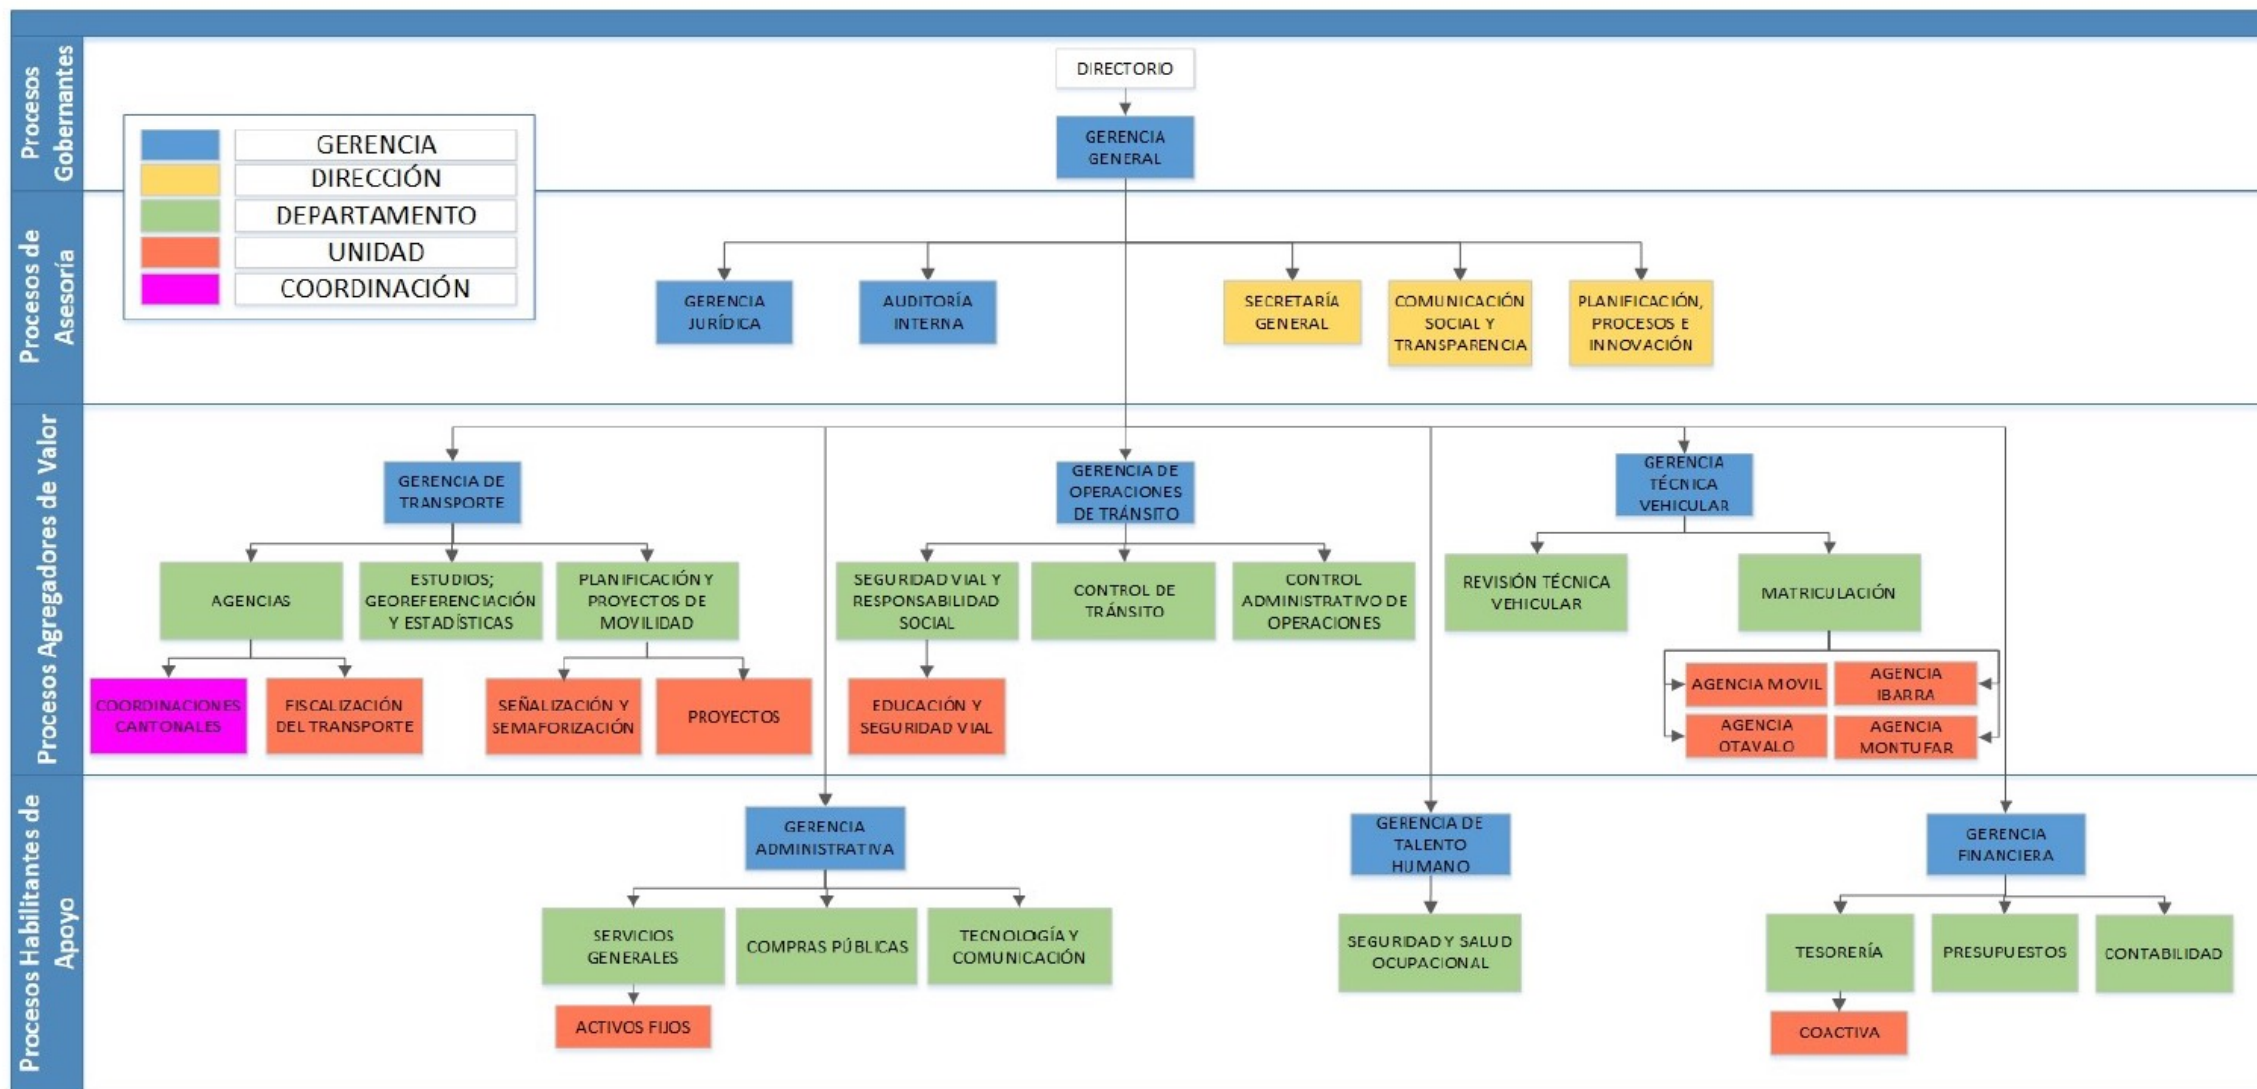 Procesos
Gobernantes
DIRECTORIO
GERENCIA
GENERAL
GERENCIA
DIRECCIÓN
DEPARTAMENTO
UNIDAD
COORDINACIÓN
Procesos de
Asesoría
GERENCIA
JURÍDICA
AUDITORÍA
INTERNA
SECRETARÍA
GENERAL
COMUNICACIÓN
SOCIAL Y
TRANSPARENCIA
PLANIFICACIÓN,
PROCESOS E
INNOVACIÓN
Procesos Agregadores de Valor
GERENCIA DE
TRANSPORTE
GERENCIA DE
OPERACIONES
DE TRÁNSITO
GERENCIA
TÉCNICA
VEHICULAR
AGENCIAS
ESTUDIOS;
GEOREFERENCIACIÓN
Y ESTADÍSTICAS
PLANIFICACIÓN Y
PROYECTOS DE
MOVILIDAD
SEGURIDAD VIAL Y
RESPONSABILIDAD
SOCIAL
CONTROL DE
TRÁNSITO
CONTROL
ADMINISTRATIVO DE
OPERACIONES
REVISIÓN TÉCNICA
VEHICULAR
MATRICULACIÓN
COORDINACIONES
CANTONALES
FISCALIZACIÓN
DEL TRANSPORTE
SEÑALIZACIÓN Y
SEMAFORIZACIÓN
PROYECTOS
EDUCACIÓN Y
SEGURIDAD VIAL
AGENCIA MOVIL
AGENCIA
IBARRA
AGENCIA
OTAVALO
AGENCIA
MONTUFAR
Procesos Habilitantes de
Apoyo
GERENCIA
ADMINISTRATIVA
GERENCIA DE
TALENTO
HUMANO
GERENCIA
FINANCIERA
SERVICIOS
GENERALES
COMPRAS PÚBLICAS
TECNOLOGÍA Y
COMUNICACIÓN
SEGURIDAD Y SALUD
OCUPACIONAL
TESORERÍA
PRESUPUESTOS
CONTABILIDAD
ACTIVOS FIJOS
COACTIVA